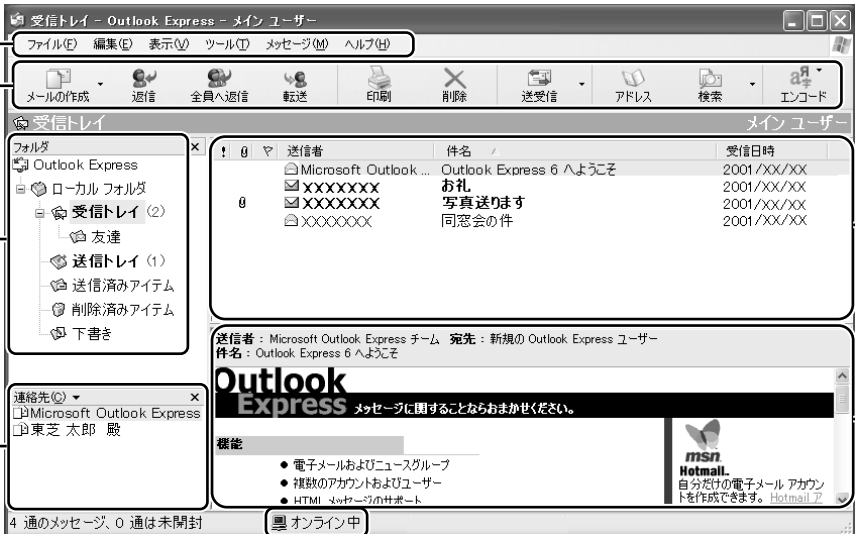 受信トレイ - Outlook Express - メイン ユーザー
ファイル(F) 編集(E) 表示(V) ツール(T) メッセージ(M) ヘルプ(H)
メールの作成 返信 全員へ返信 転送 印刷 削除 送受信 アドレス 検索 エンコード
受信トレイ メイン ユーザー
フォルダ ×
Outlook Express
ローカル フォルダ
受信トレイ (2)
友達
送信トレイ (1)
送信済みアイテム
削除済みアイテム
下書き
! 送信者 件名 受信日時
Microsoft Outlook ... Outlook Express 6 へようこそ 2001/XX/XX
XXXXXXX お礼 2001/XX/XX
XXXXXXX 写真送ります 2001/XX/XX
XXXXXXX 同窓会の件 2001/XX/XX
送信者 : Microsoft Outlook Express チーム 宛先 : 新規の Outlook Express ユーザー
件名 : Outlook Express 6 へようこそ
Outlook
Express メッセージに関することならおまかせください。
機能
● 電子メールおよびニュースグループ
● 複数のアカウントおよびユーザー
● HTML メッセージのサポート
msn
Hotmail.
自分だけの電子メール アカウン
トを作成できます。 Hotmail ア
連絡先(C) ▼ ×
Microsoft Outlook Express
東芝 太郎 殿
4 通のメッセージ、0 通は未開封 オンライン中